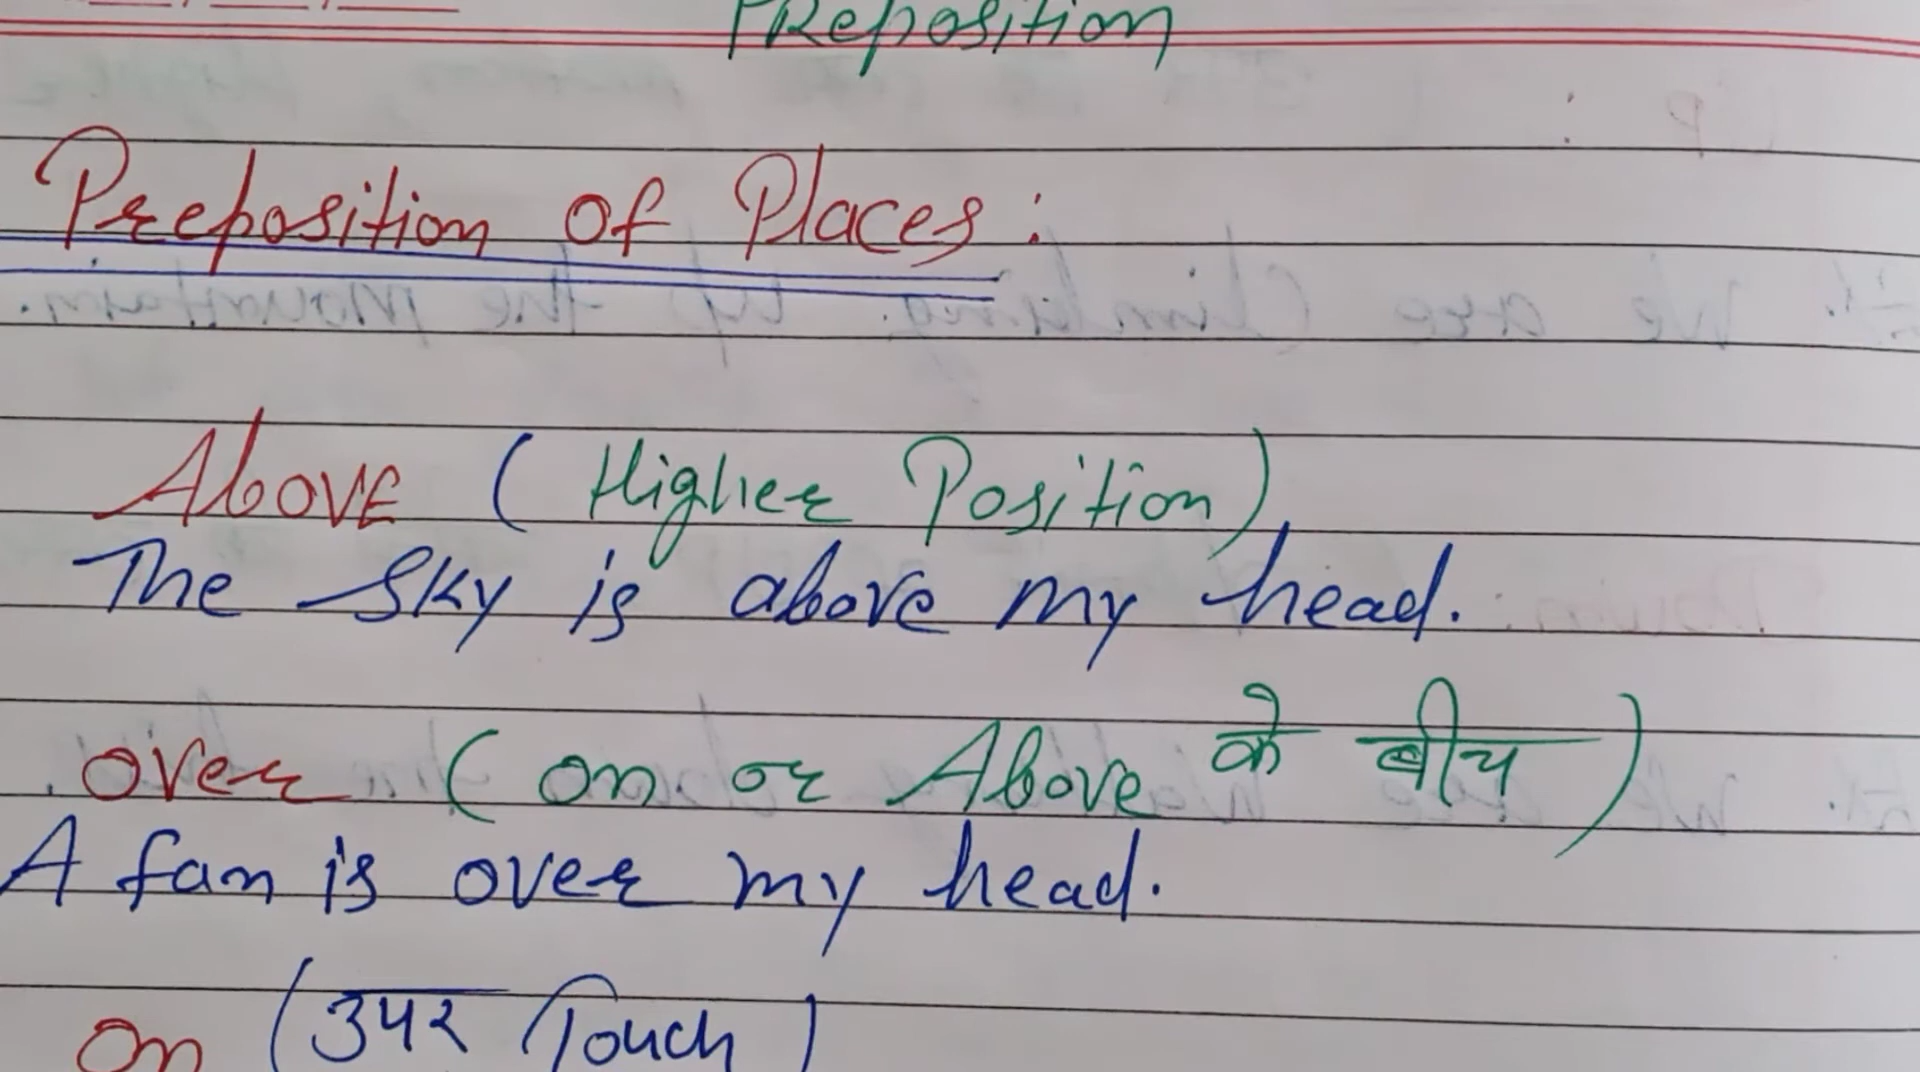 PReposition
Preposition of Places:
Above (Higher Position)
The sky is above my head.
over (on or Above के बीच)
A fan is over my head.
on (उपर Touch)